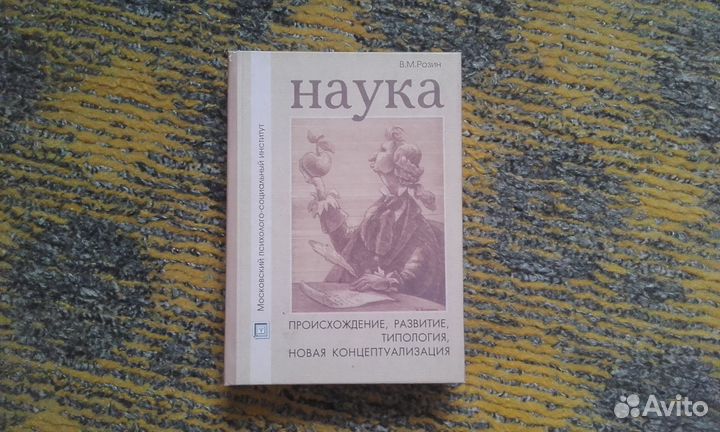 В.М.Розин
наука
Московский психолого-социальный институт
ПРОИСХОЖДЕНИЕ, РАЗВИТИЕ,
ТИПОЛОГИЯ,
НОВАЯ КОНЦЕПТУАЛИЗАЦИЯ
Avito